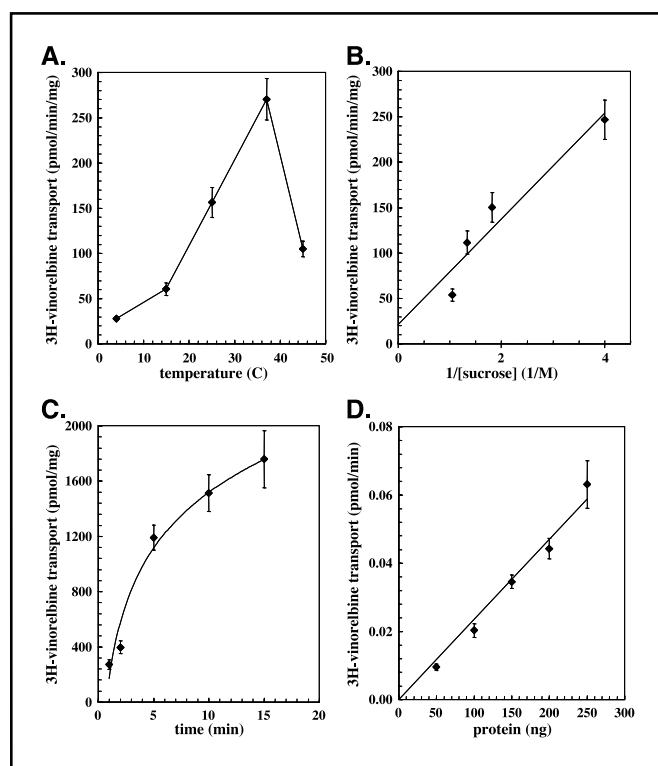 A.
3H-vinorelbine transport (pmol/min/mg)
300
250
200
150
100
50
0
0 10 20 30 40 50
temperature (C)
B.
3H-vinorelbine transport (pmol/min/mg)
300
250
200
150
100
50
0
0 2 4
1/[sucrose] (1/M)
C.
3H-vinorelbine transport (pmol/mg)
2000
1600
1200
800
400
0
0 5 10 15 20
time (min)
D.
3H-vinorelbine transport (pmol/min)
0.08
0.06
0.04
0.02
0.00
0 50 100 150 200 250 300
protein (ng)